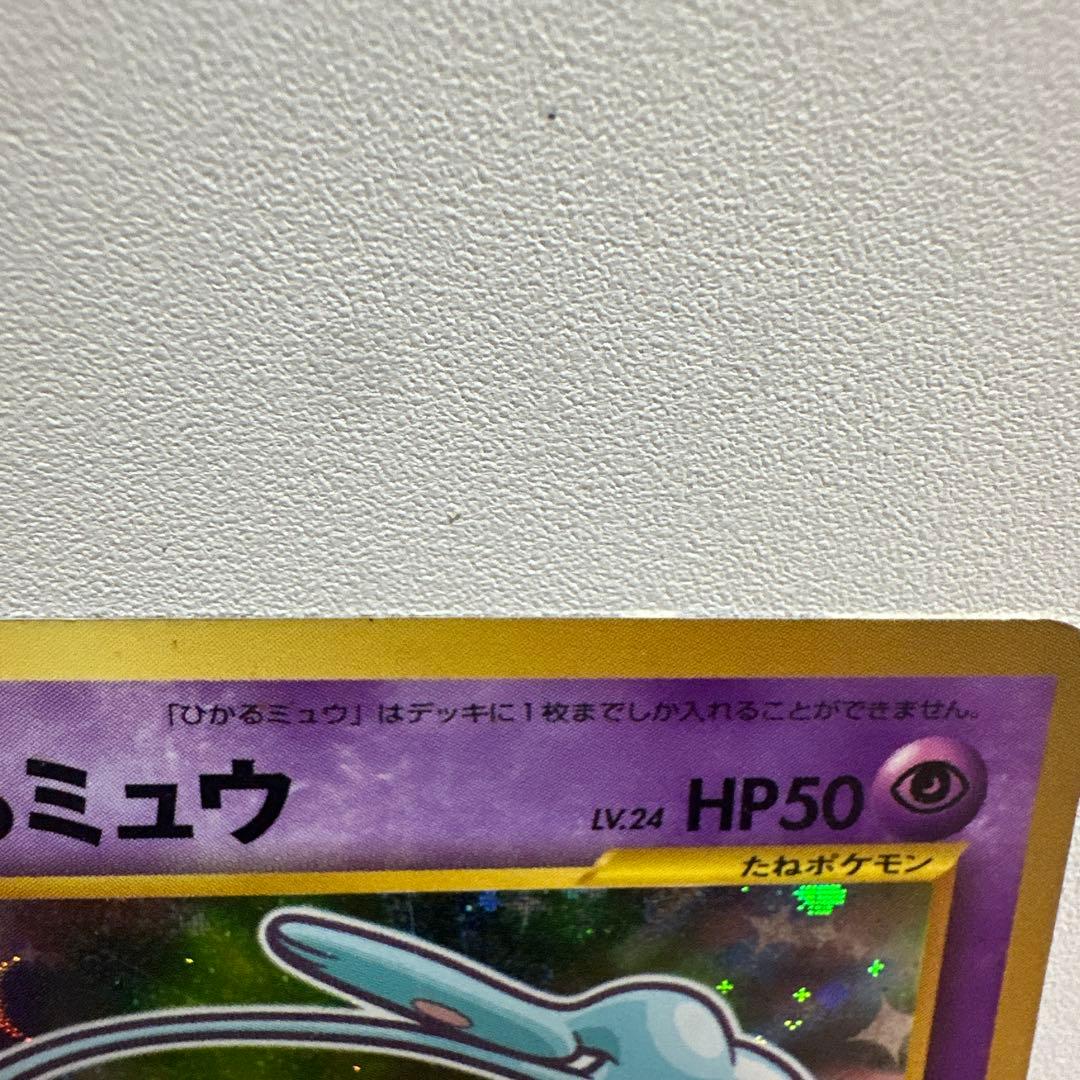 「ひかるミュウ」はデッキに1枚までしか入れることができません。
るミュウ LV.24 HP50
たねポケモン